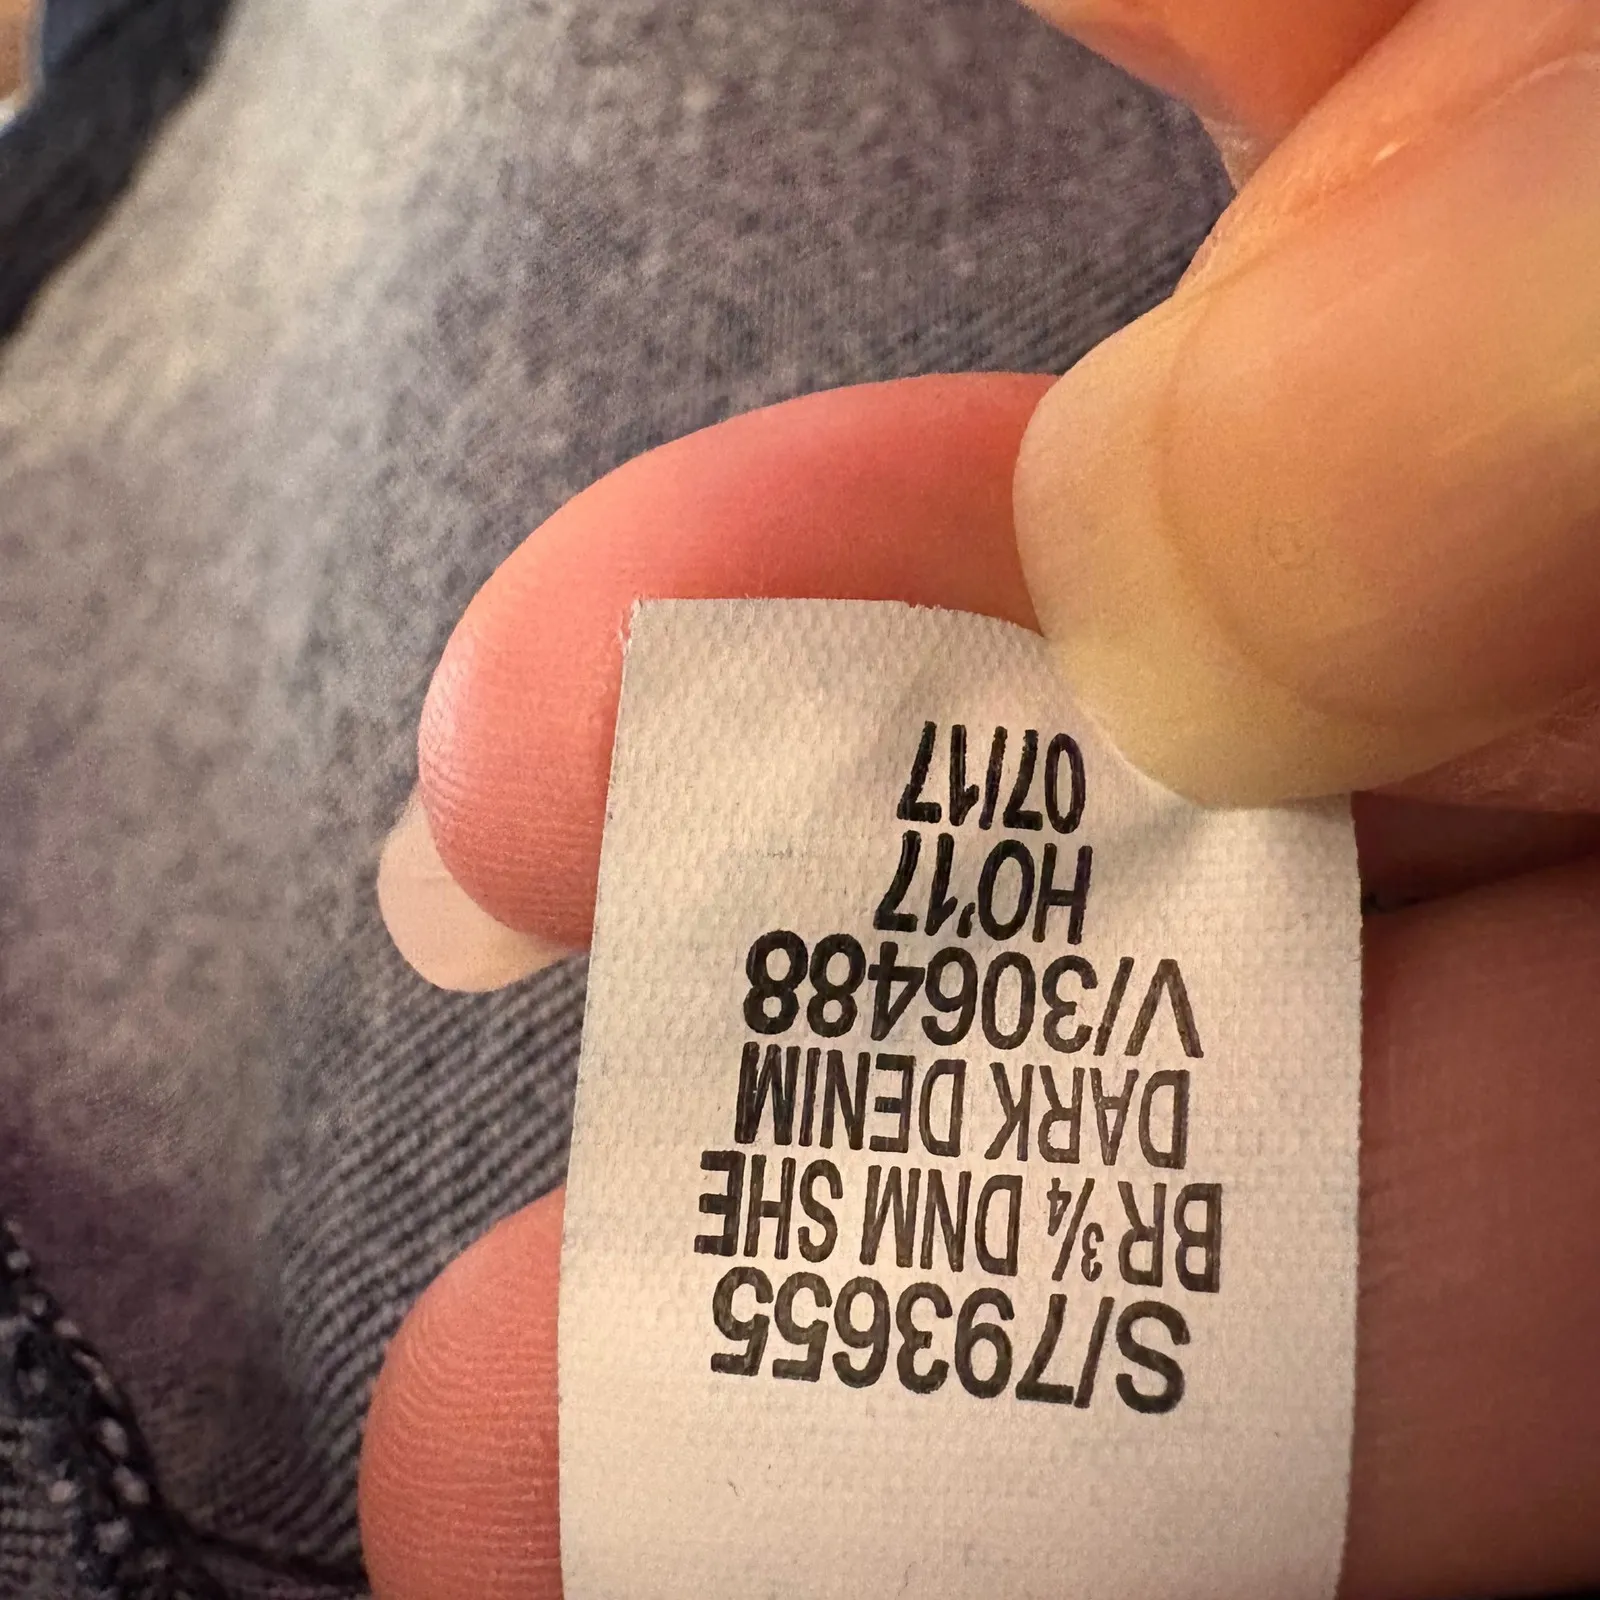 S/793655
BR ¾ DNM SHE
DARK DENIM
V/306488
HO'17
07/17